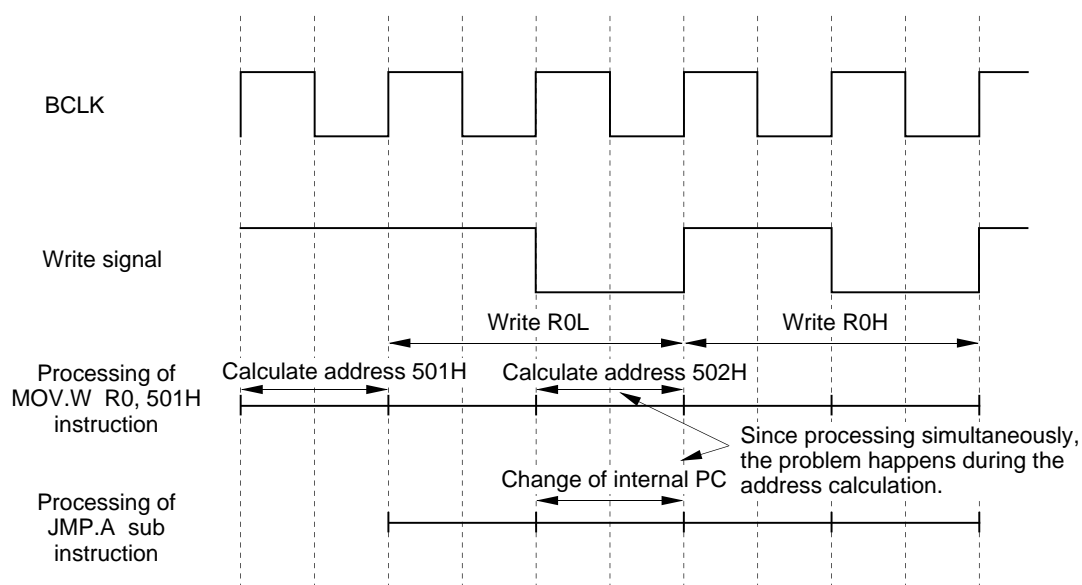 BCLK
Write signal
Write R0L
Write R0H
Processing of
MOV.W R0, 501H
instruction
Calculate address 501H
Calculate address 502H
Since processing simultaneously,
the problem happens during the
address calculation.
Change of internal PC
Processing of
JMP.A sub
instruction